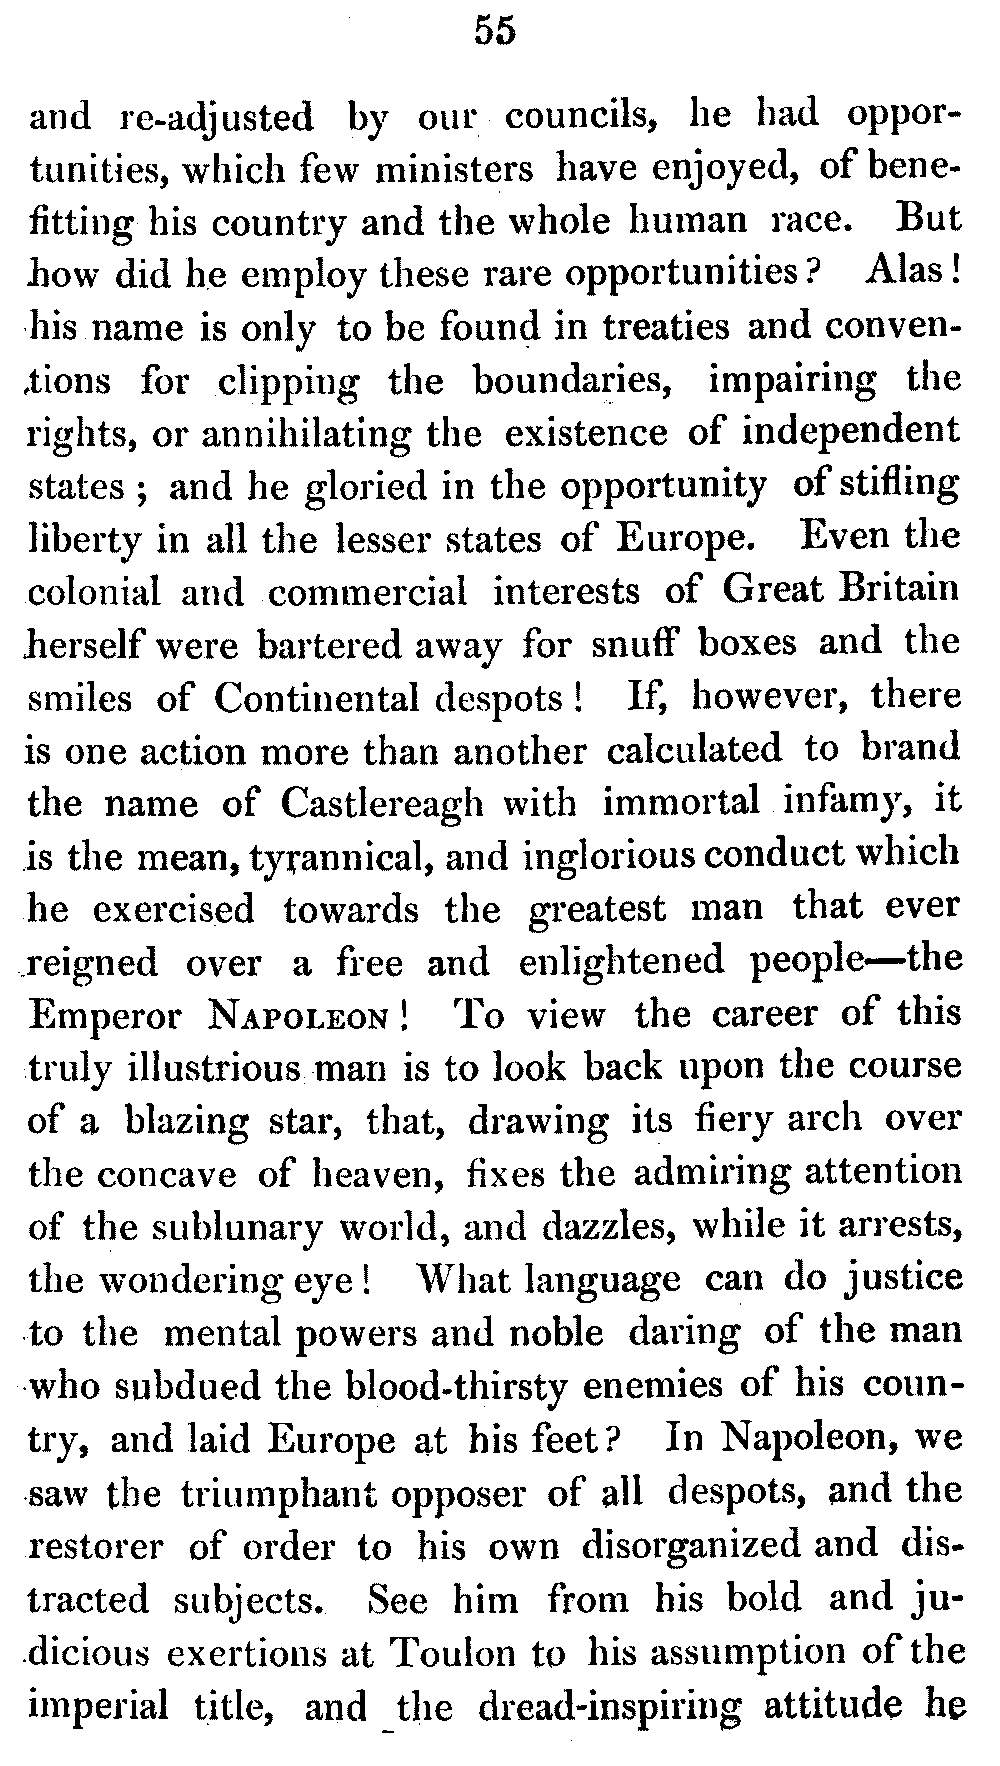 55
and re-adjusted by our councils, he had oppor-
tunities, which few ministers have enjoyed, of bene-
fitting his country and the whole human race. But
how did he employ these rare opportunities? Alas!
his name is only to be found in treaties and conven-
tions for clipping the boundaries, impairing the
rights, or annihilating the existence of independent
states; and he gloried in the opportunity of stifling
liberty in all the lesser states of Europe. Even the
colonial and commercial interests of Great Britain
herself were bartered away for snuff boxes and the
smiles of Continental despots! If, however, there
is one action more than another calculated to brand
the name of Castlereagh with immortal infamy, it
is the mean, tyrannical, and inglorious conduct which
he exercised towards the greatest man that ever
reigned over a free and enlightened people—the
Emperor NAPOLEON! To view the career of this
truly illustrious man is to look back upon the course
of a blazing star, that, drawing its fiery arch over
the concave of heaven, fixes the admiring attention
of the sublunary world, and dazzles, while it arrests,
the wondering eye! What language can do justice
to the mental powers and noble daring of the man
who subdued the blood-thirsty enemies of his coun-
try, and laid Europe at his feet? In Napoleon, we
saw the triumphant opposer of all despots, and the
restorer of order to his own disorganized and dis-
tracted subjects. See him from his bold and ju-
dicious exertions at Toulon to his assumption of the
imperial title, and the dread-inspiring attitude he